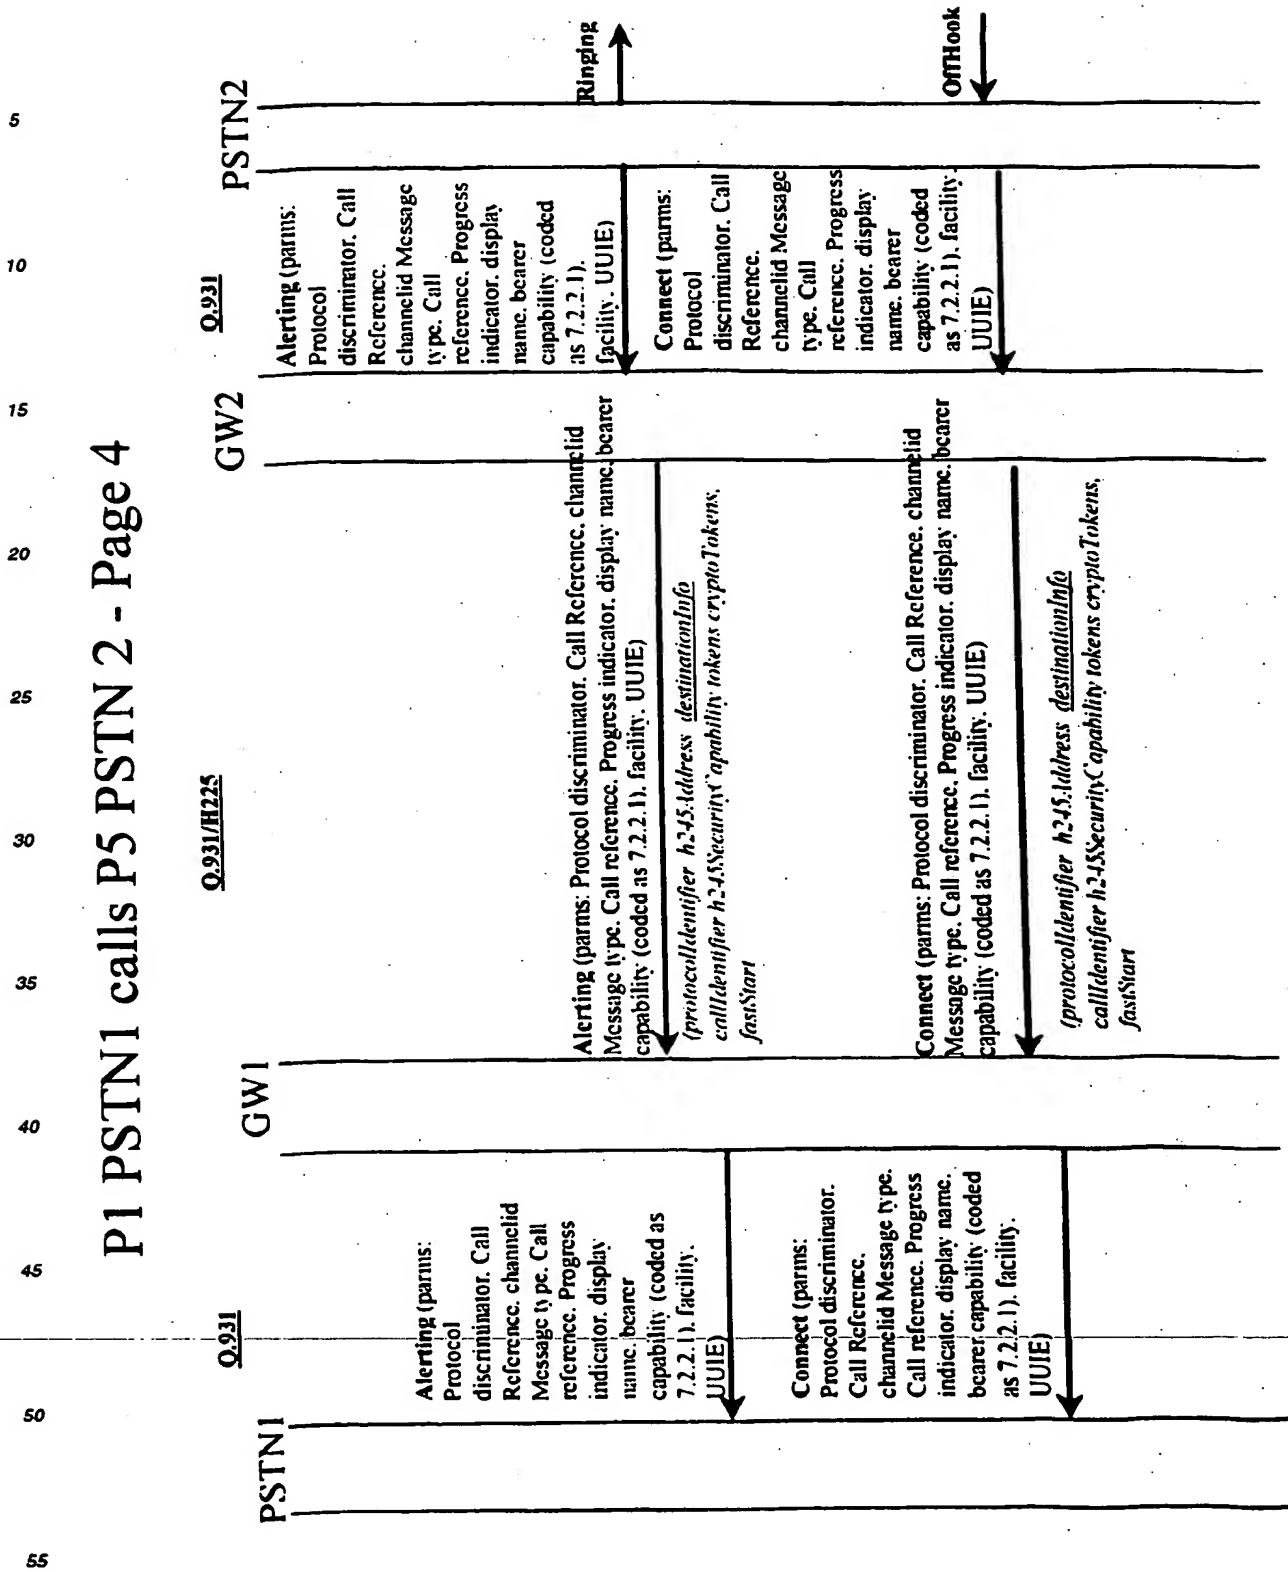 P1 PSTN1 calls P5 PSTN 2 - Page 4
PSTN1
Q.931
GW1
Q.931/H225
GW2
Q.931
PSTN2
Alerting (parms:
Protocol
discriminator. Call
Reference. channelid
Message type. Call
reference. Progress
indicator. display
name. bearer
capability (coded as
7.2.2.1). facility.
UUIE)
Alerting (parms: Protocol discriminator. Call Reference. channelid
Message type. Call reference. Progress indicator. display name. bearer
capability (coded as 7.2.2.1). facility. UUIE)
(protocolIdentifier h245Address destinationInfo
callIdentifier h245SecurityCapability tokens cryptoTokens,
fastStart
Alerting (parms:
Protocol
discriminator. Call
Reference.
channelid Message
type. Call
reference. Progress
indicator. display
name. bearer
capability (coded
as 7.2.2.1).
facility. UUIE)
Ringing
Connect (parms:
Protocol discriminator.
Call Reference.
channelid Message type.
Call reference. Progress
indicator. display name.
bearer capability (coded
as 7.2.2.1). facility.
UUIE)
Connect (parms: Protocol discriminator. Call Reference. channelid
Message type. Call reference. Progress indicator. display name. bearer
capability (coded as 7.2.2.1). facility. UUIE)
(protocolIdentifier h245Address destinationInfo
callIdentifier h245SecurityCapability tokens cryptoTokens,
fastStart
Connect (parms:
Protocol
discriminator. Call
Reference.
channelid Message
type. Call
reference. Progress
indicator. display
name. bearer
capability (coded
as 7.2.2.1). facility.
UUIE)
OffHook
5
10
15
20
25
30
35
40
45
50
55